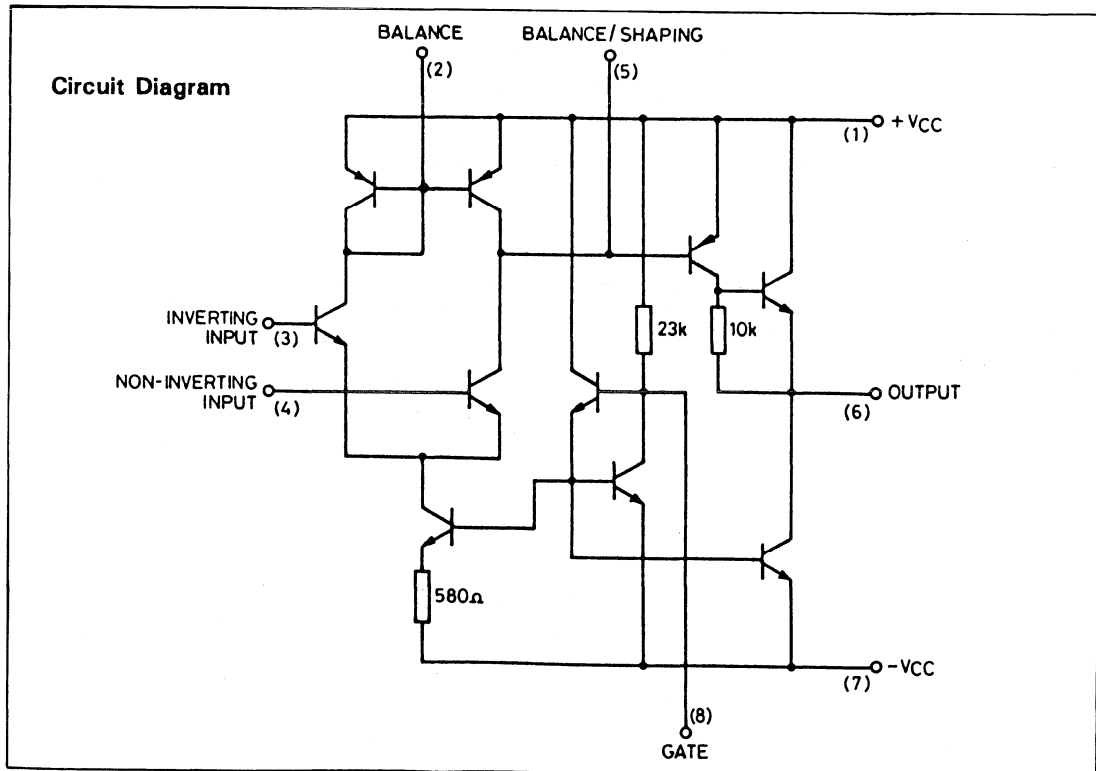 BALANCE
(2)
BALANCE/SHAPING
(5)
Circuit Diagram
(1)
+VCC
INVERTING
INPUT
(3)
23k
10k
NON-INVERTING
INPUT
(4)
(6)
OUTPUT
580Ω
(7)
-VCC
(8)
GATE